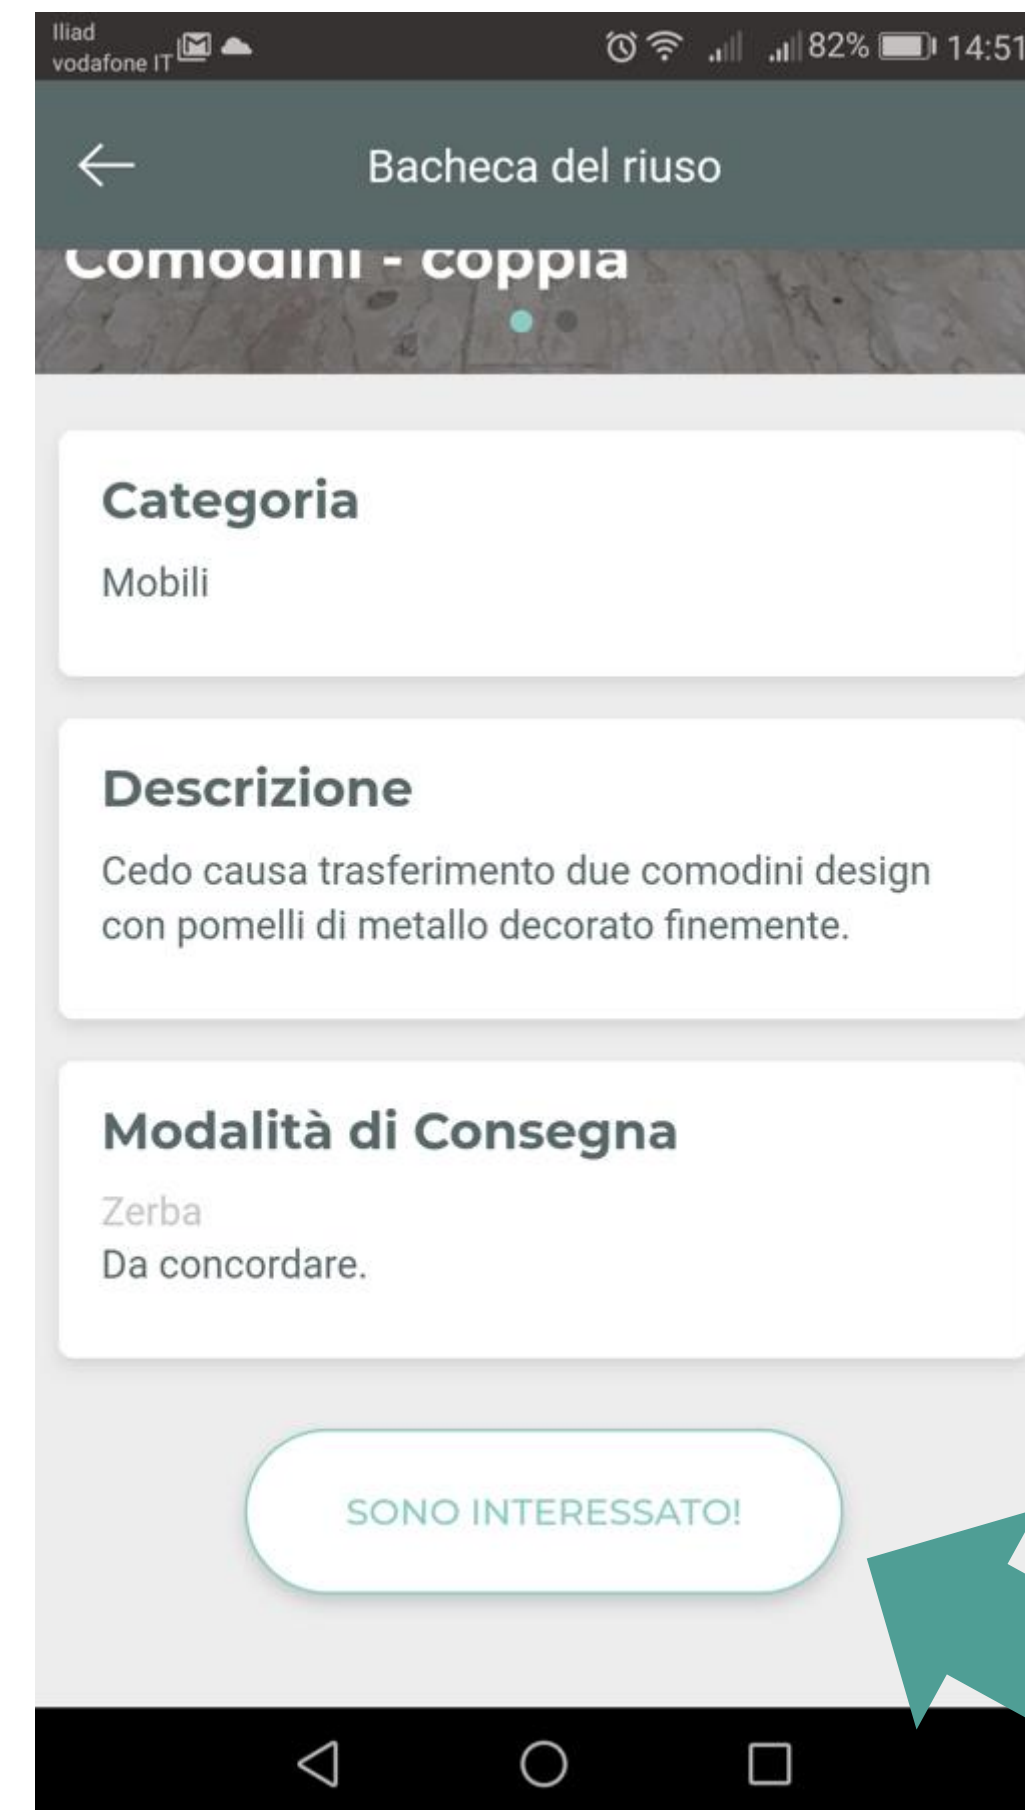 Iliad
vodafone IT
82% 14:51
Bacheca del riuso
Comodini - coppia
Categoria
Mobili
Descrizione
Cedo causa trasferimento due comodini design
con pomelli di metallo decorato finemente.
Modalità di Consegna
Zerba
Da concordare.
SONO INTERESSATO!